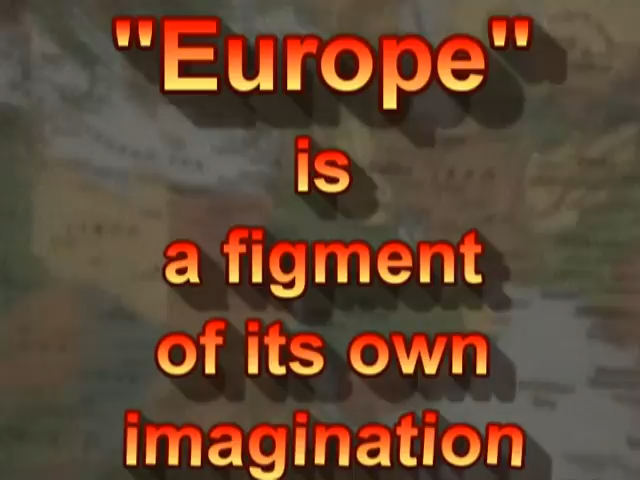 "Europe"
is
a figment
of its own
imagination